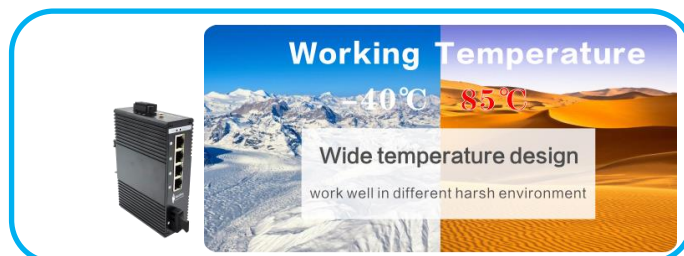 Working Temperature
-40℃ 85℃
Wide temperature design
work well in different harsh environment